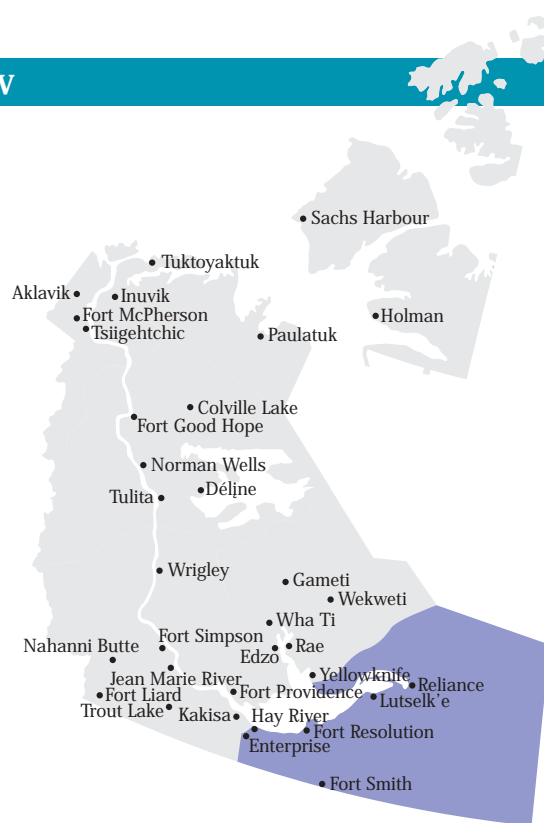 Sachs Harbour
Tuktoyaktuk
Aklavik
Inuvik
Fort McPherson
Holman
Tsiigehtchic
Paulatuk
Colville Lake
Fort Good Hope
Norman Wells
Délįne
Tulita
Wrigley
Gameti
Wekweti
Wha Ti
Fort Simpson
Nahanni Butte
Rae
Edzo
Yellowknife
Jean Marie River
Reliance
Fort Providence
Fort Liard
Lutselk'e
Trout Lake
Kakisa
Hay River
Fort Resolution
Enterprise
Fort Smith